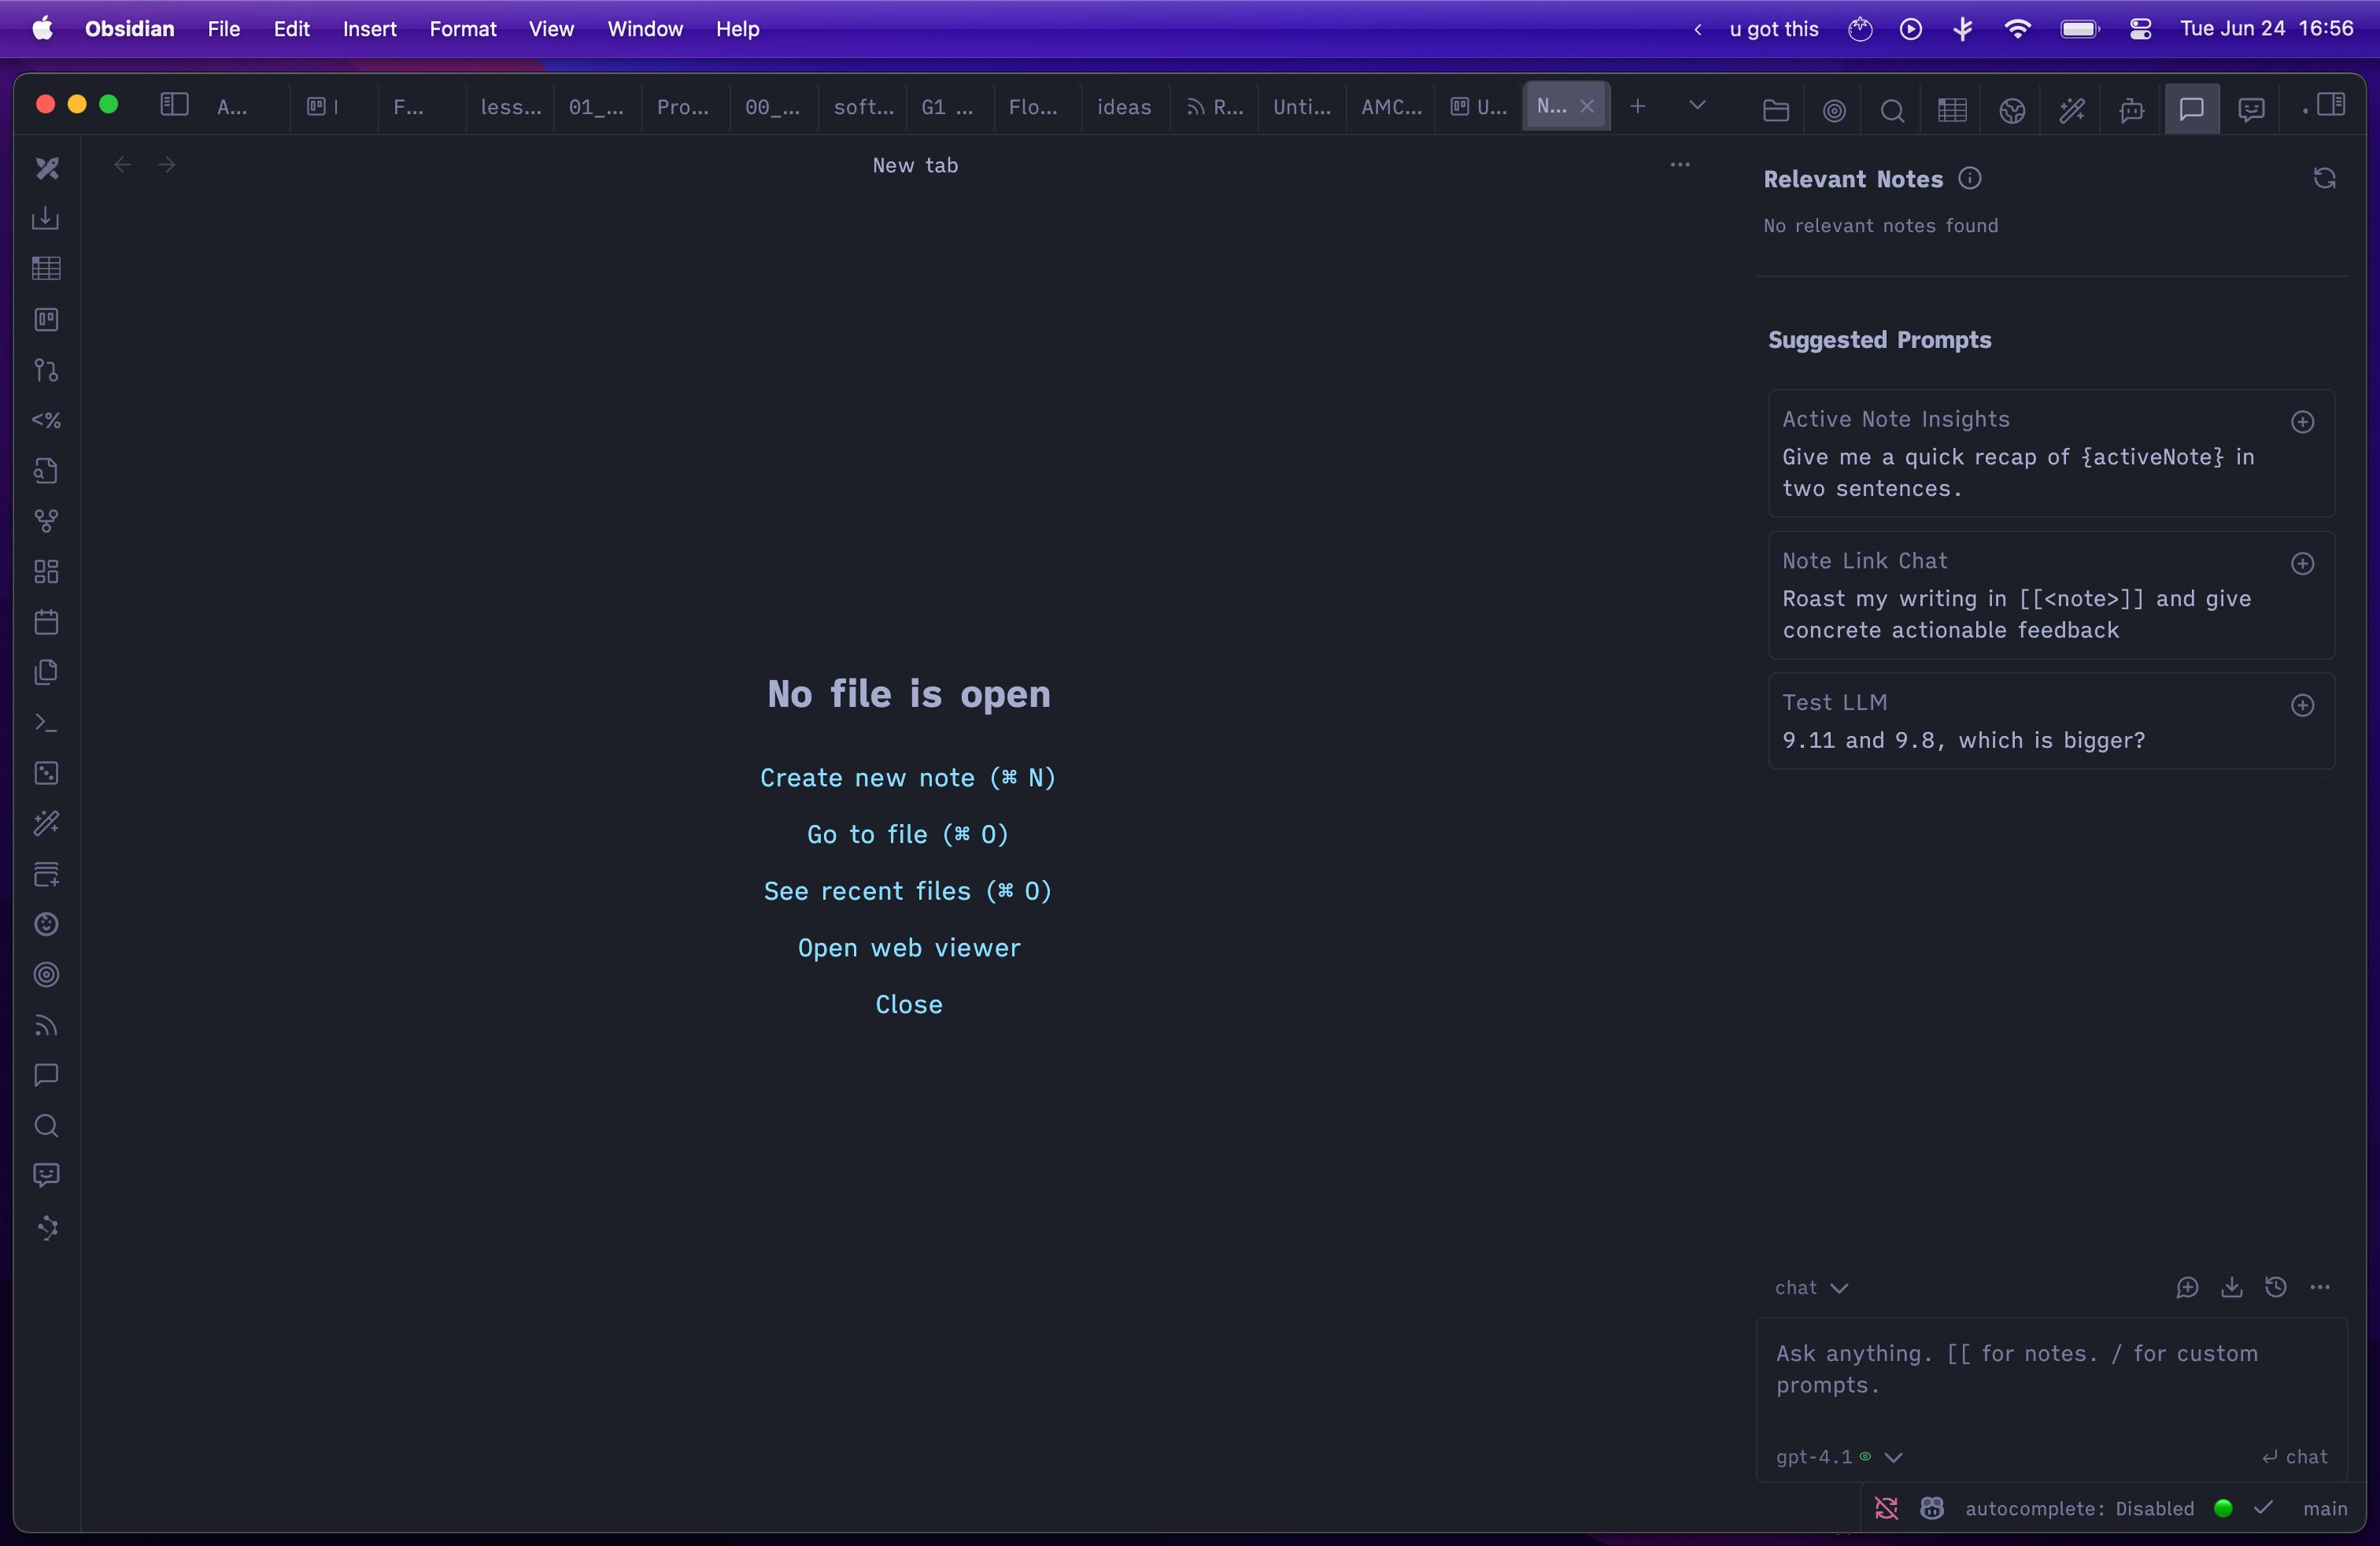 Obsidian File Edit Insert Format View Window Help
u got this Tue Jun 24 16:56
A... I F... less... 01_... Pro... 00_... soft... G1 ... Flo... ideas R... Unti... AMC... U... N...
New tab
No file is open
Create new note (⌘ N)
Go to file (⌘ O)
See recent files (⌘ O)
Open web viewer
Close
Relevant Notes
No relevant notes found
Suggested Prompts
Active Note Insights
Give me a quick recap of {activeNote} in
two sentences.
Note Link Chat
Roast my writing in [[<note>]] and give
concrete actionable feedback
Test LLM
9.11 and 9.8, which is bigger?
chat
Ask anything. [[ for notes. / for custom
prompts.
gpt-4.1 chat
autocomplete: Disabled main
<%